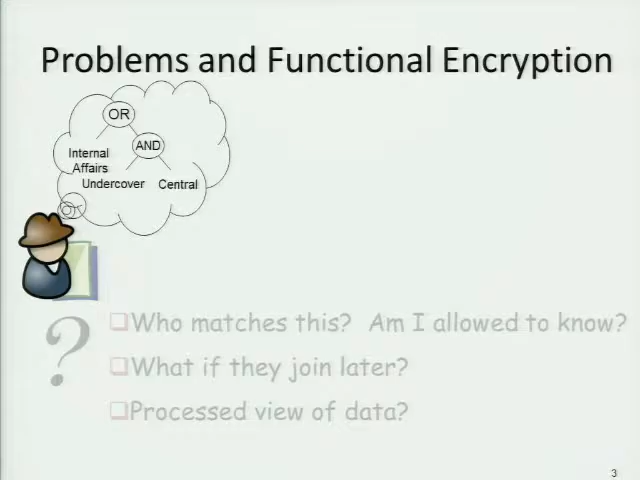 Problems and Functional Encryption
OR
AND
Internal
Affairs
Undercover
Central
?
Who matches this? Am I allowed to know?
What if they join later?
Processed view of data?
3